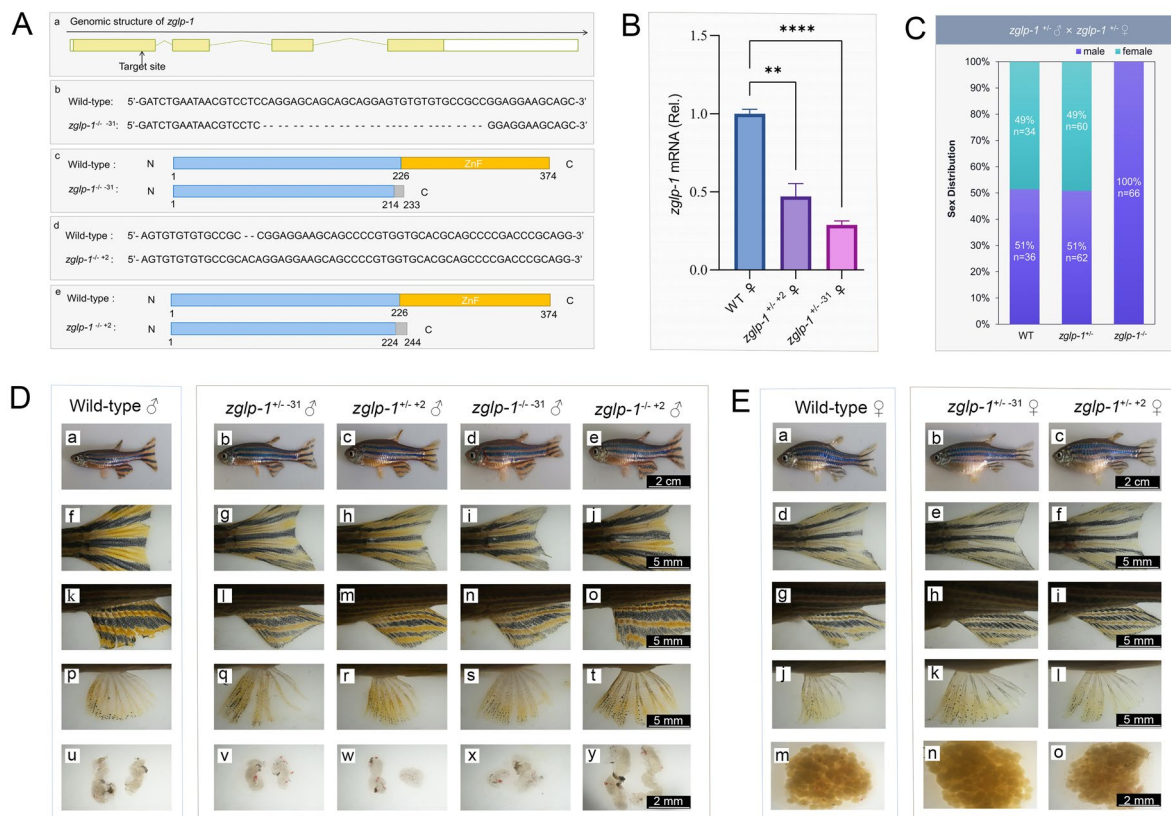 A
a Genomic structure of zglp-1
Target site
b
Wild-type: 5'-GATCTGAATAACGTCCTCCAGGAGCAGCAGCAGGAGTGTGTGTGCCGCCGGAGGAAGCAGC-3'
zglp-1-/- -31: 5'-GATCTGAATAACGTCCTC - - - - - - - - - - - - - - - - - - - - - - - - - - - - - - - GGAGGAAGCAGC-3'
c
Wild-type : N ZnF C
1 226 374
zglp-1-/- -31: N C
1 214 233
d
Wild-type: 5'- AGTGTGTGTGCCGC - - CGGAGGAAGCAGCCCCGTGGTGCACGCAGCCCCGACCCGCAGG-3'
zglp-1-/- +2: 5'- AGTGTGTGTGCCGCACAGGAGGAAGCAGCCCCGTGGTGCACGCAGCCCCGACCCGCAGG-3'
e
Wild-type : N ZnF C
1 226 374
zglp-1-/- +2: N C
1 224 244
B
zglp-1 mRNA (Rel.)
1.5
1.0
0.5
0.0
****
**
WT ♀
zglp-1+/- +2 ♀
zglp-1+/- -31 ♀
C
zglp-1 +/- ♂ × zglp-1 +/- ♀
male female
Sex Distribution
100%
90%
80%
70%
60%
50%
40%
30%
20%
10%
0%
49%
n=34
51%
n=36
49%
n=60
51%
n=62
100%
n=66
WT zglp-1+/- zglp-1-/-
D
Wild-type ♂ zglp-1+/- -31 ♂ zglp-1+/- +2 ♂ zglp-1-/- -31 ♂ zglp-1-/- +2 ♂
a b c d e
2 cm
f g h i j
5 mm
k l m n o
5 mm
p q r s t
5 mm
u v w x y
2 mm
E
Wild-type ♀ zglp-1+/- -31 ♀ zglp-1+/- +2 ♀
a b c
2 cm
d e f
5 mm
g h i
5 mm
j k l
5 mm
m n o
2 mm